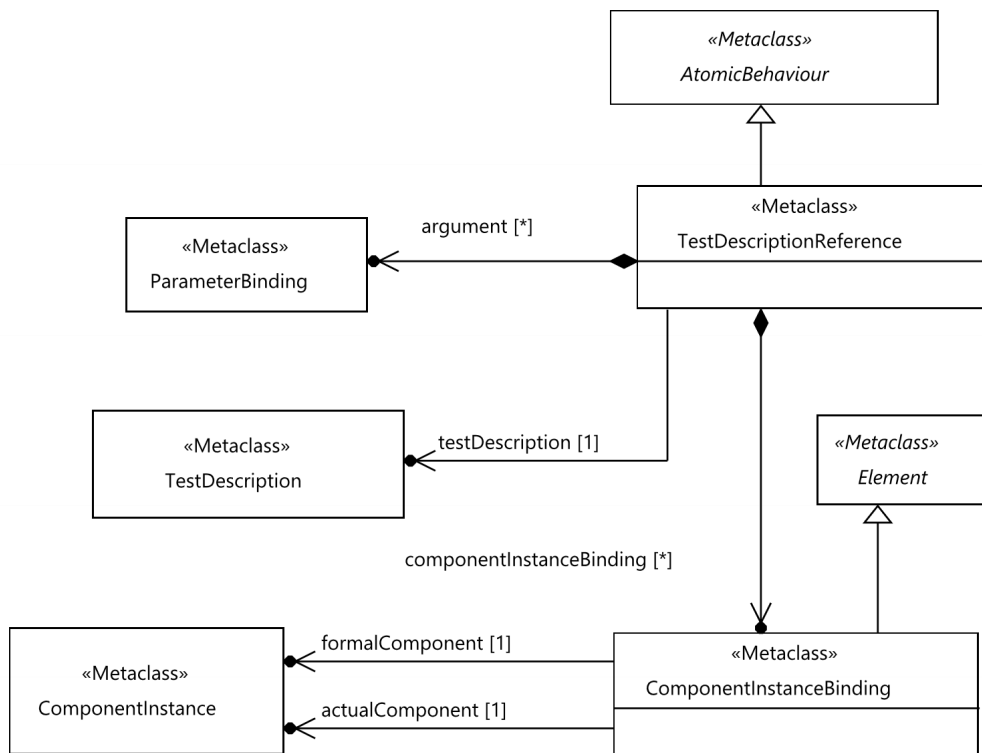 «Metaclass»
AtomicBehaviour
«Metaclass»
TestDescriptionReference
argument [*]
«Metaclass»
ParameterBinding
«Metaclass»
TestDescription
testDescription [1]
«Metaclass»
Element
componentInstanceBinding [*]
«Metaclass»
ComponentInstance
formalComponent [1]
actualComponent [1]
«Metaclass»
ComponentInstanceBinding